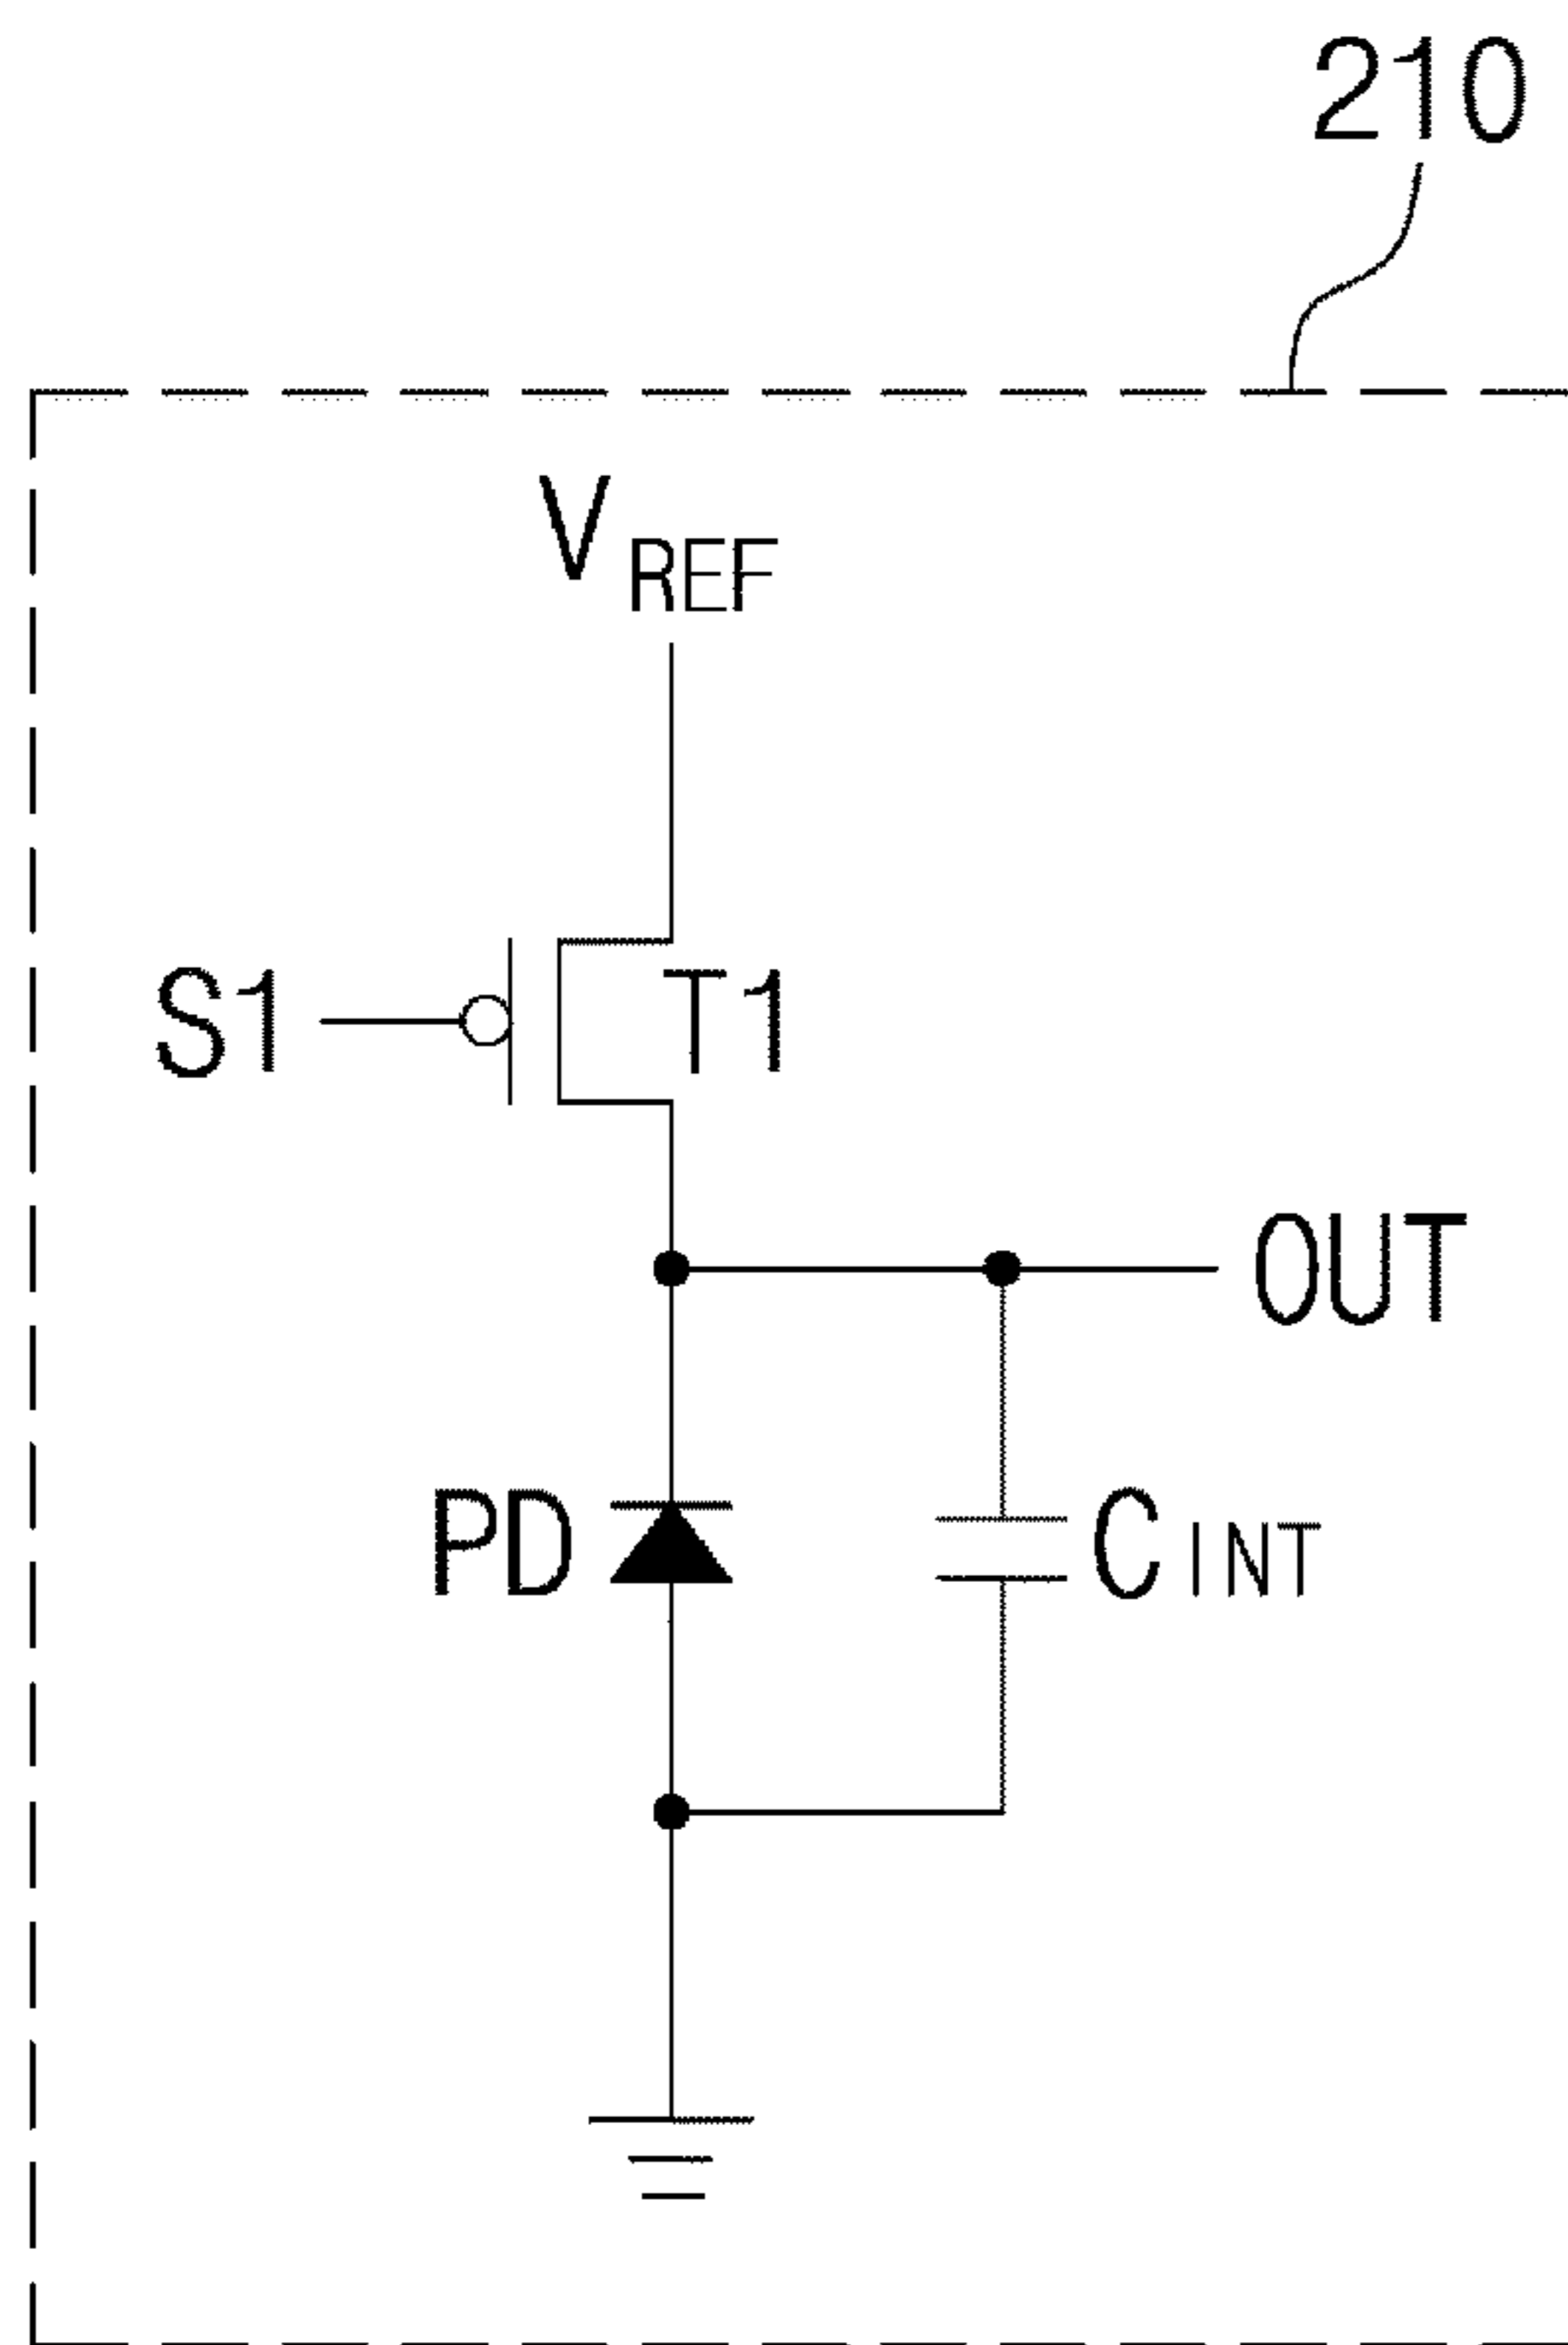 210
VREF
S1
T1
OUT
PD
CINT